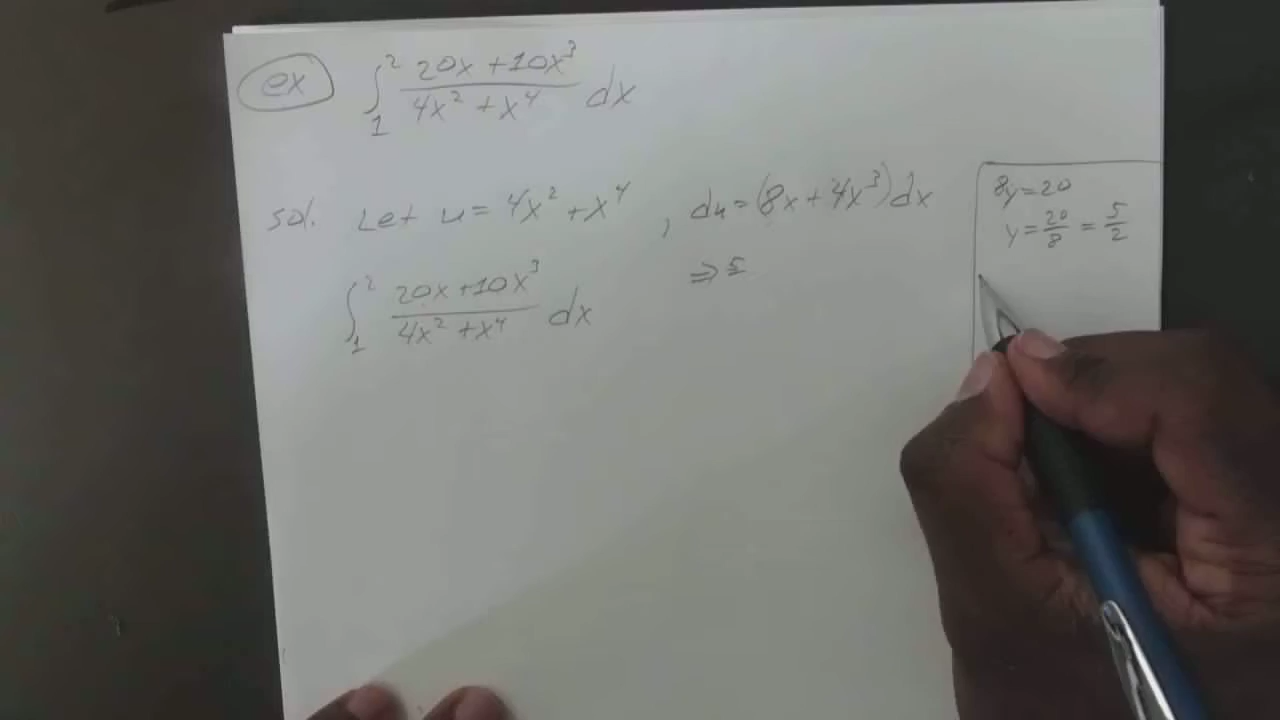 ex ∫₁² (20x + 10x³)/(4x² + x⁴) dx
sol. Let u = 4x² + x⁴ , du = (8x + 4x³)dx
⇒ 5
∫₁² (20x + 10x³)/(4x² + x⁴) dx
8y = 20
y = 20/8 = 5/2